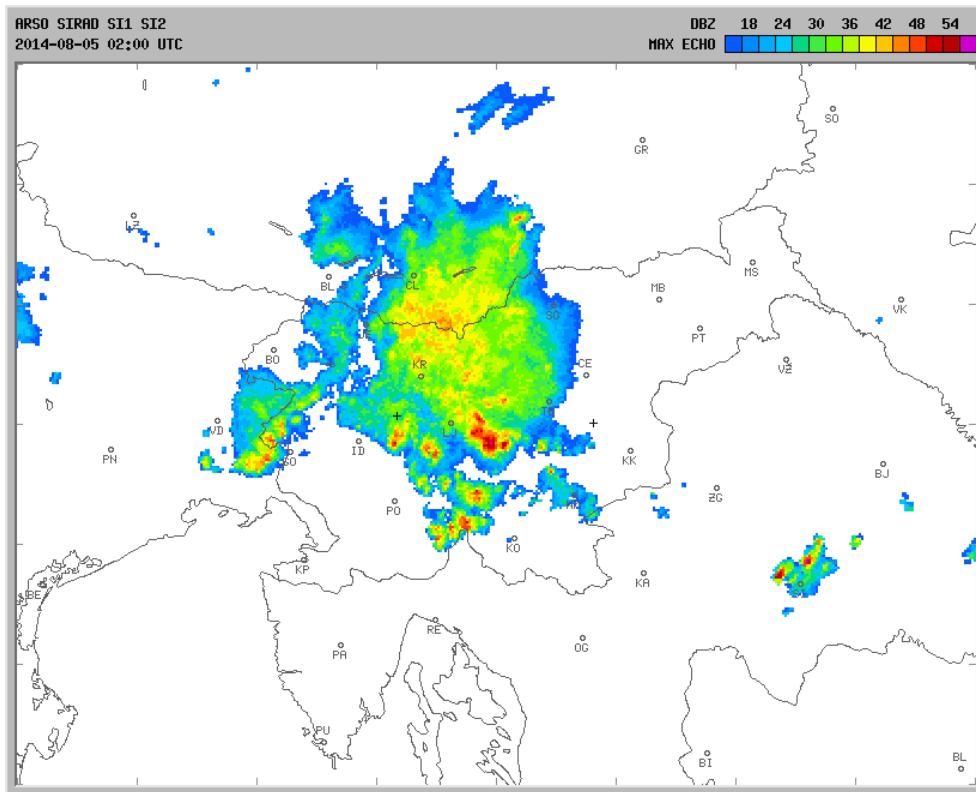 ARSO SIRAD SI1 SI2
DBZ 18 24 30 36 42 48 54
2014-08-05 02:00 UTC
MAX ECHO
SO
GR
LZ
MS
BL
CL
MB
SG
VK
PT
BO
CE
KR
VŽ
TR
VD
LJ
GO
ID
PN
KK
BJ
ZG
NM
PO
KO
KP
KA
BE
RE
OG
PA
PU
BI
BL